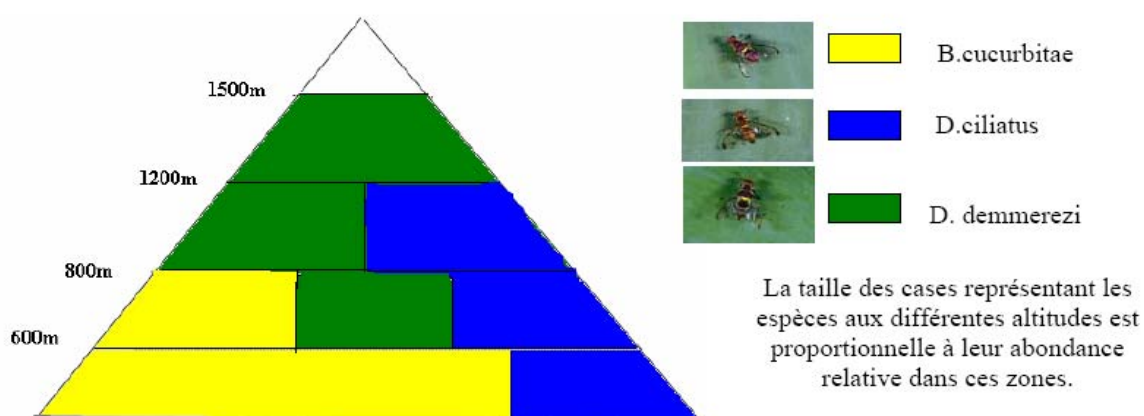 1500m
1200m
800m
600m
B.cucurbitae
D.ciliatus
D. demmerezi
La taille des cases représentant les
espèces aux différentes altitudes est
proportionnelle à leur abondance
relative dans ces zones.